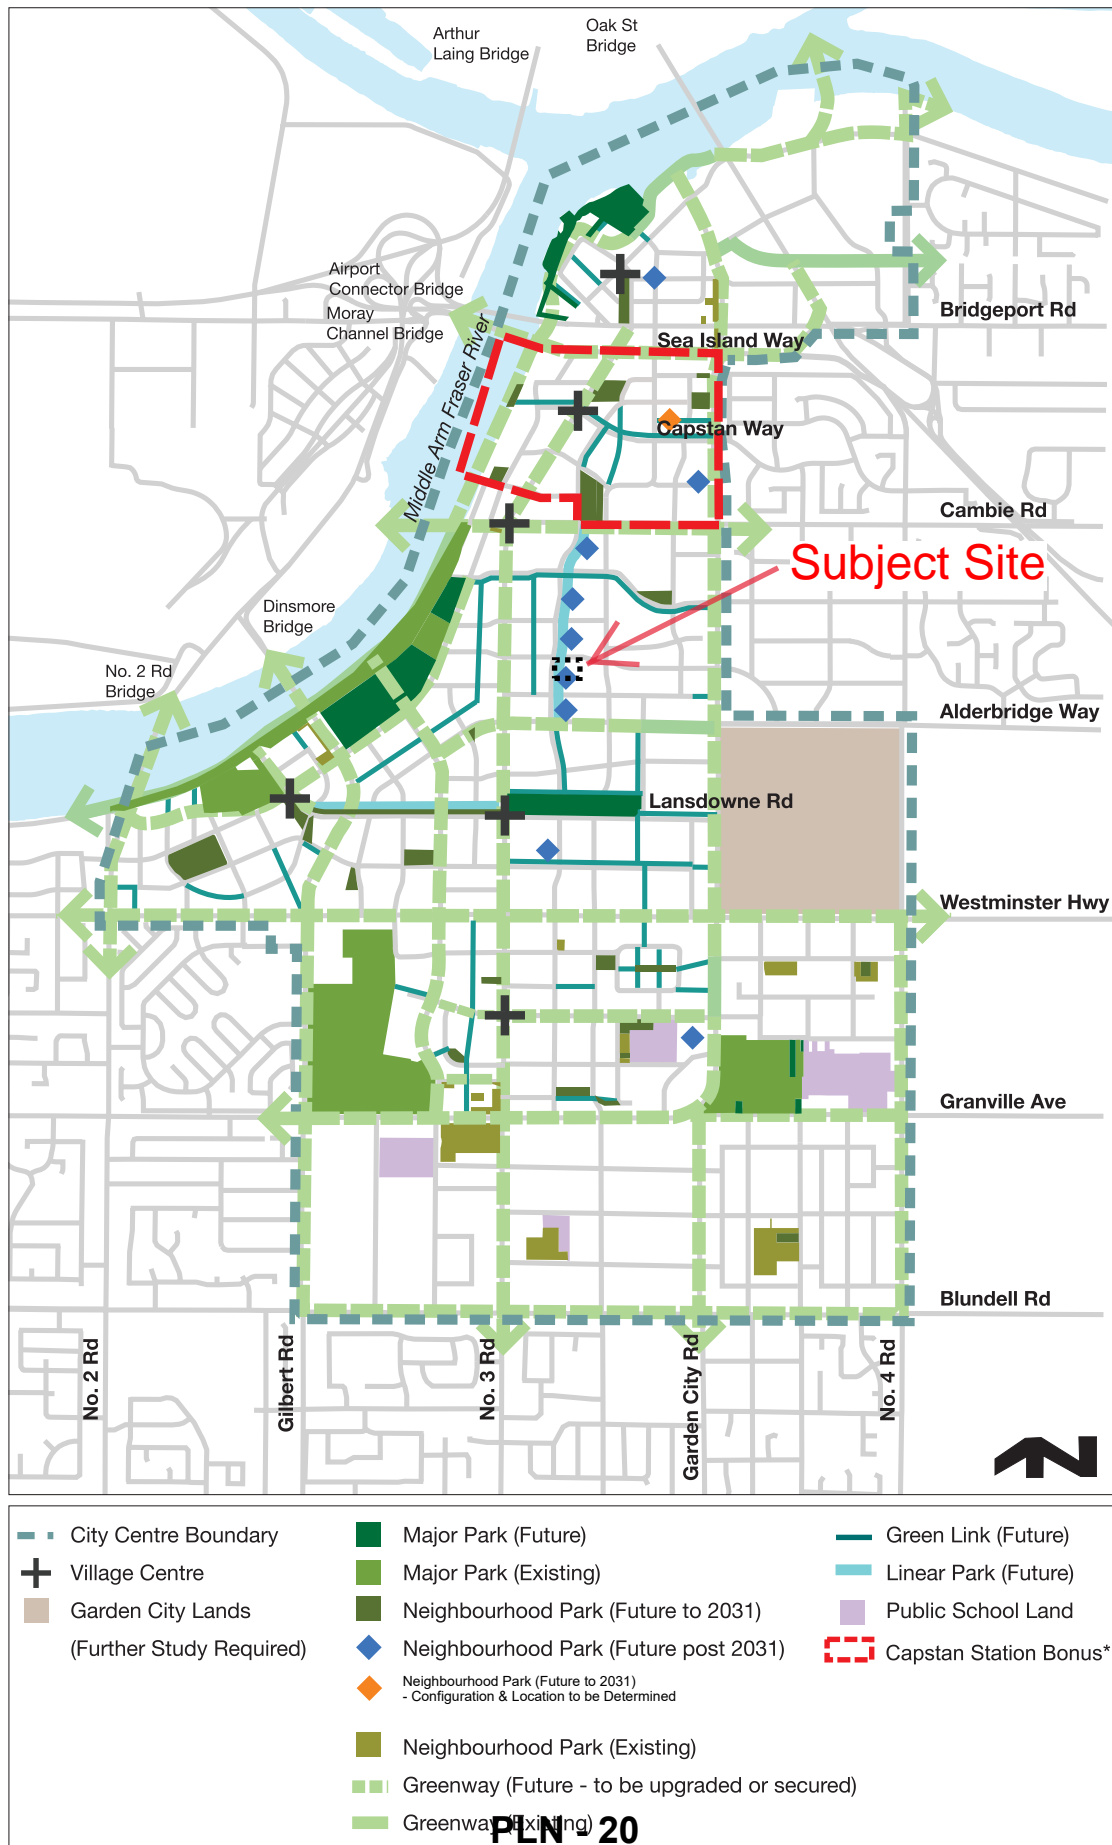 Arthur
Laing Bridge
Oak St
Bridge
Airport
Connector Bridge
Moray
Channel Bridge
Bridgeport Rd
Sea Island Way
Middle Arm Fraser River
Capstan Way
Cambie Rd
Subject Site
Dinsmore
Bridge
No. 2 Rd
Bridge
Alderbridge Way
Lansdowne Rd
Westminster Hwy
Granville Ave
Blundell Rd
No. 2 Rd
Gilbert Rd
No. 3 Rd
Garden City Rd
No. 4 Rd
N
City Centre Boundary
Village Centre
Garden City Lands
(Further Study Required)
Major Park (Future)
Major Park (Existing)
Neighbourhood Park (Future to 2031)
Neighbourhood Park (Future post 2031)
Neighbourhood Park (Future to 2031)
- Configuration & Location to be Determined
Neighbourhood Park (Existing)
Greenway (Future - to be upgraded or secured)
Greenway (Existing)
Green Link (Future)
Linear Park (Future)
Public School Land
Capstan Station Bonus*
PLN - 20